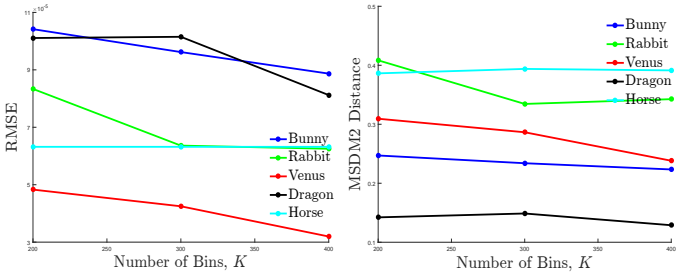 ×10⁻⁵
11
9
7
5
3
RMSE
200
250
300
350
400
Number of Bins, K
Bunny
Rabbit
Venus
Dragon
Horse
0.5
0.4
0.3
0.2
0.1
MSDM2 Distance
200
250
300
350
400
Number of Bins, K
Bunny
Rabbit
Venus
Dragon
Horse